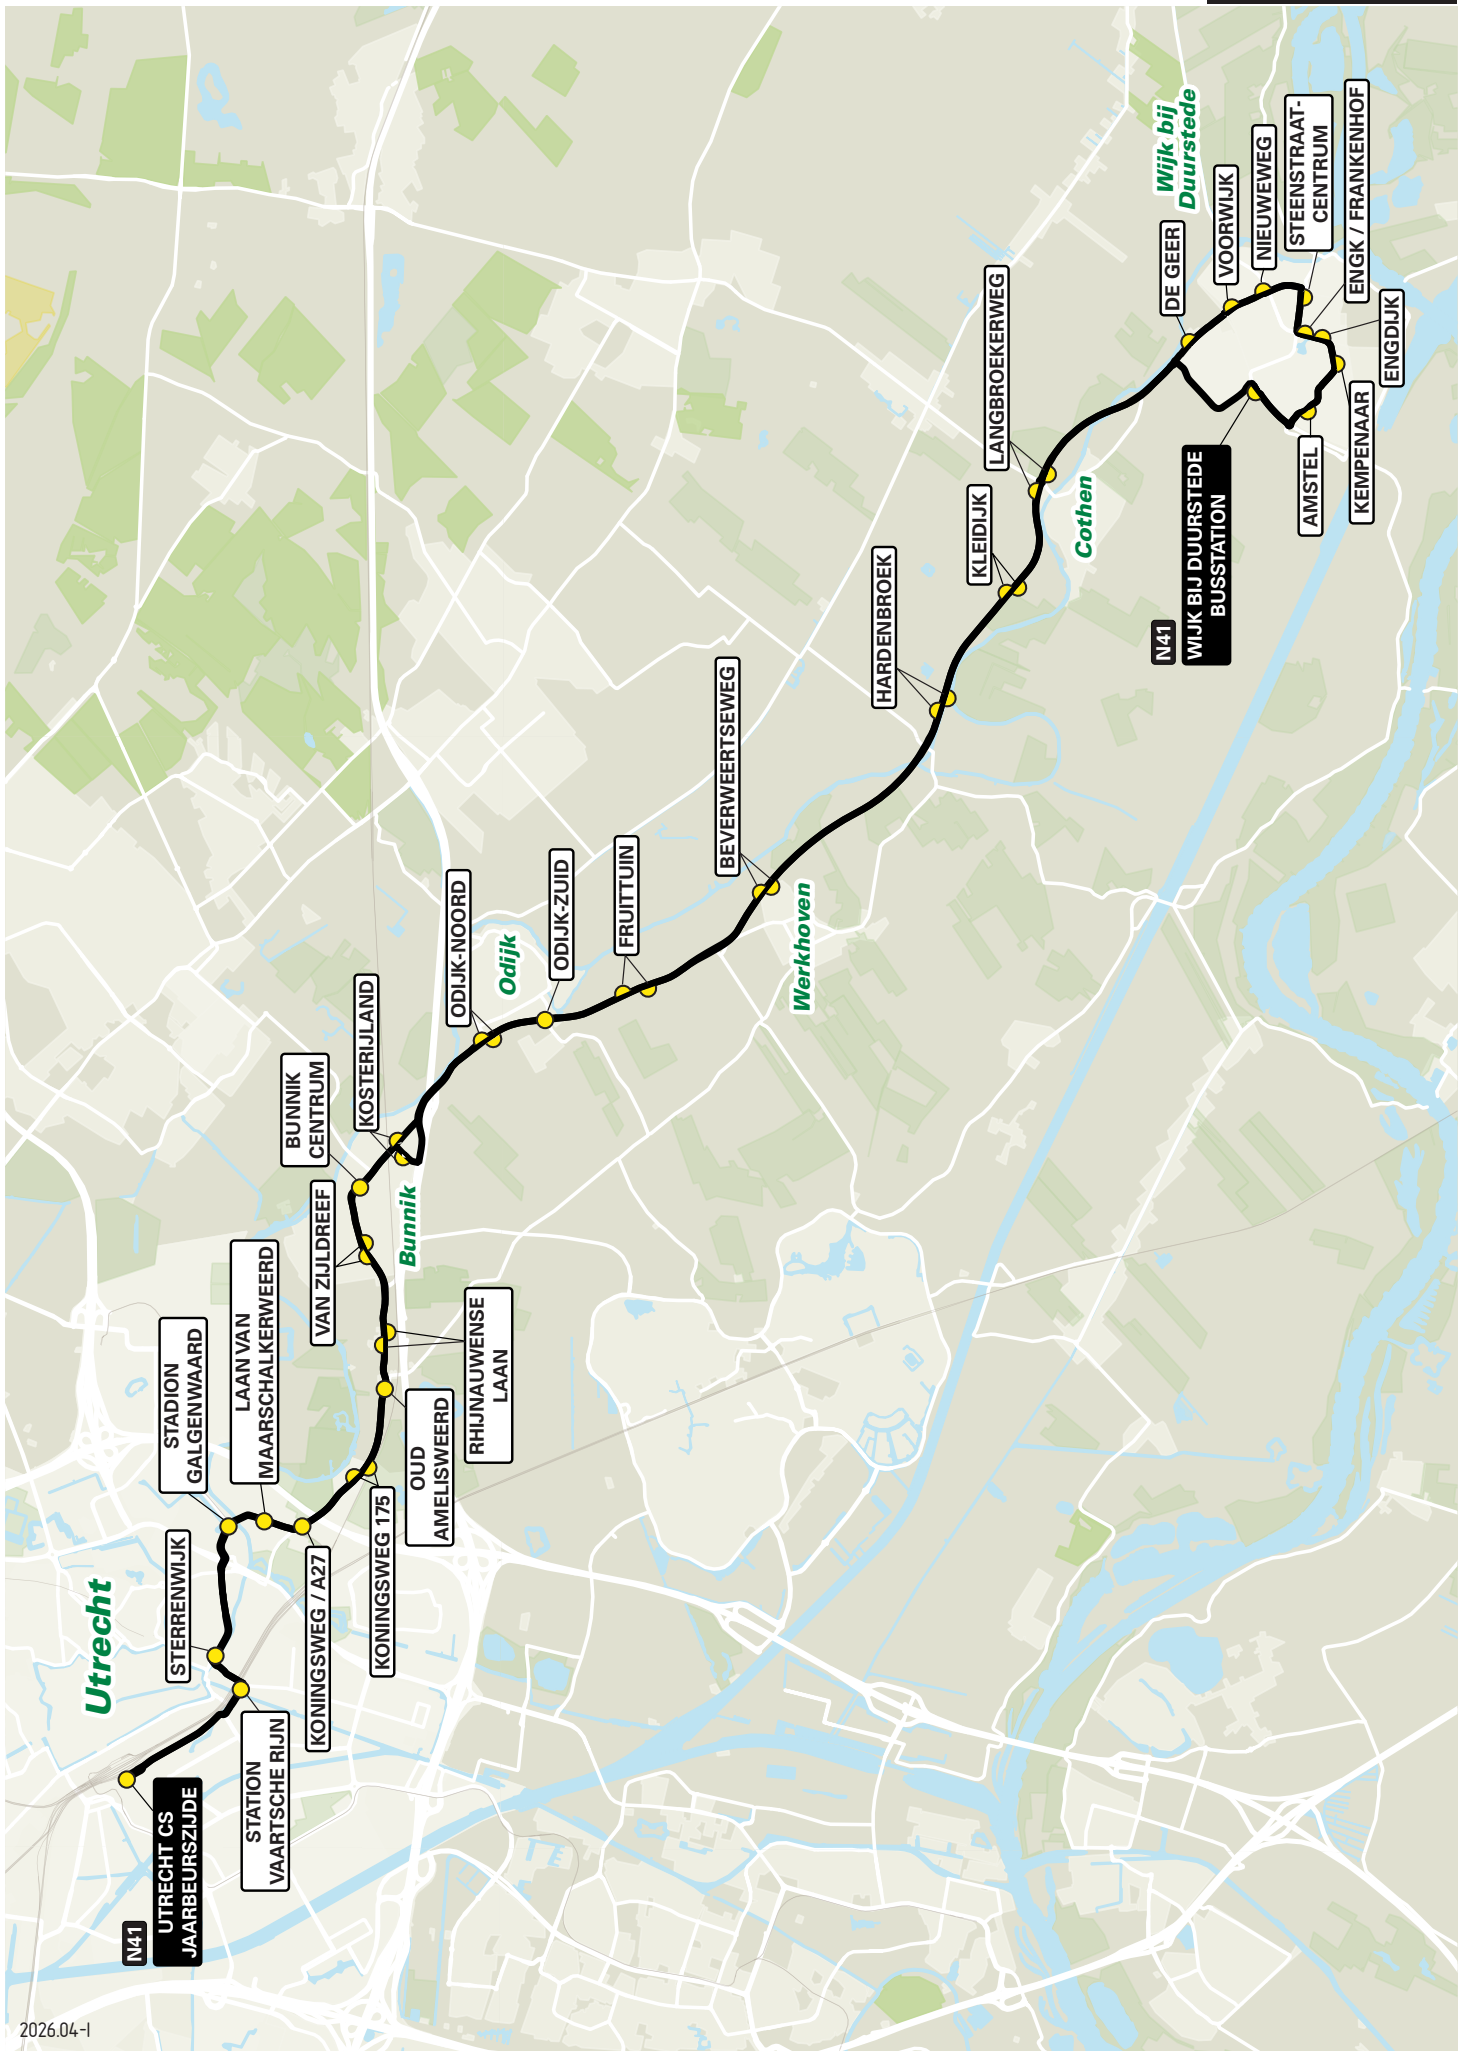 N41
UTRECHT CS
JAARBEURSZIJDE
STATION
VAARTSCHE RIJN
Utrecht
STERRENWIJK
STADION
GALGENWAARD
LAAN VAN
MAARSCHALKERWEERD
KONINGSWEG / A27
KONINGSWEG 175
OUD
AMELISWEERD
RHIJNAUWENSE
LAAN
VAN ZIJLDREEF
Bunnik
BUNNIK
CENTRUM
KOSTERIJLAND
ODIJK-NOORD
Odijk
ODIJK-ZUID
FRUITTUIN
BEVERWEERTSEWEG
Werkhoven
HARDENBROEK
KLEIDIJK
LANGBROEKERWEG
Cothen
DE GEER
Wijk bij
Duurstede
VOORWIJK
NIEUWEWEG
STEENSTRAAT-
CENTRUM
ENGK / FRANKENHOF
ENGDIJK
KEMPENAAR
AMSTEL
N41
WIJK BIJ DUURSTEDE
BUSSTATION
2026.04-I